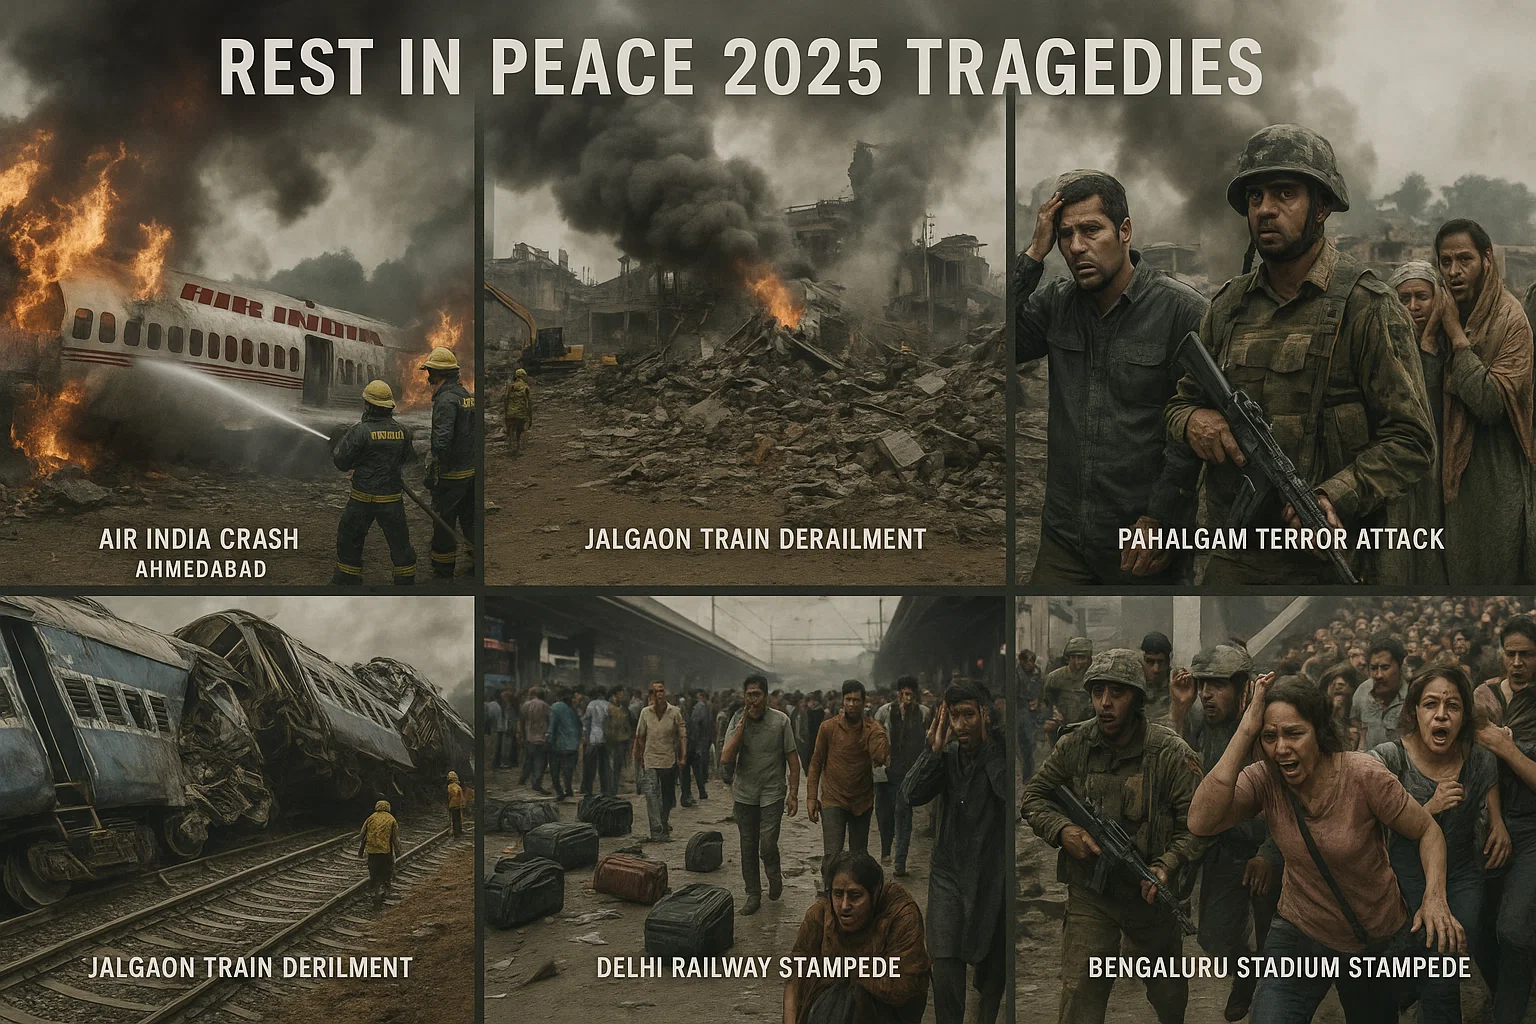 REST IN PEACE 2025 TRAGEDIES
AIR INDIA
AIR INDIA CRASH
AHMEDABAD
JALGAON TRAIN DERAILMENT
PAHALGAM TERROR ATTACK
JALGAON TRAIN DERILMENT
DELHI RAILWAY STAMPEDE
BENGALURU STADIUM STAMPEDE